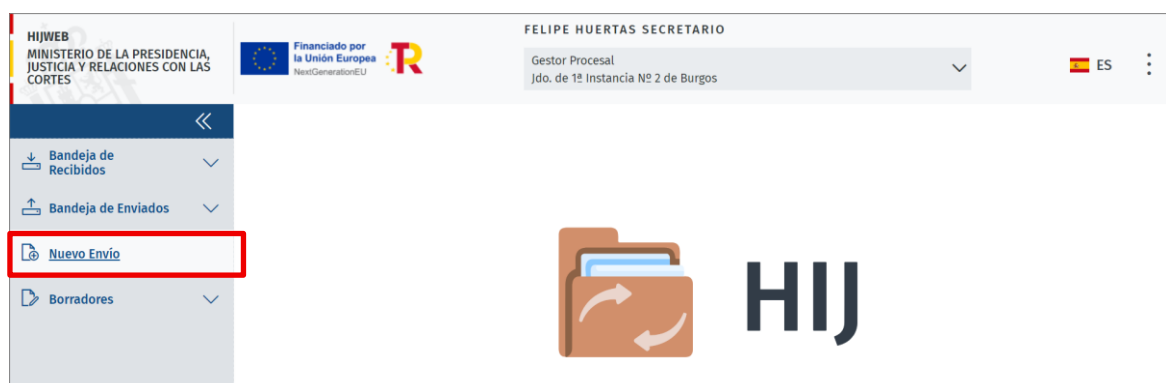 HIJWEB
MINISTERIO DE LA PRESIDENCIA,
JUSTICIA Y RELACIONES CON LAS
CORTES
Financiado por
la Unión Europea
NextGenerationEU
FELIPE HUERTAS SECRETARIO
Gestor Procesal
Jdo. de 1ª Instancia Nº 2 de Burgos
ES
Bandeja de
Recibidos
Bandeja de Enviados
Nuevo Envío
Borradores
HIJ